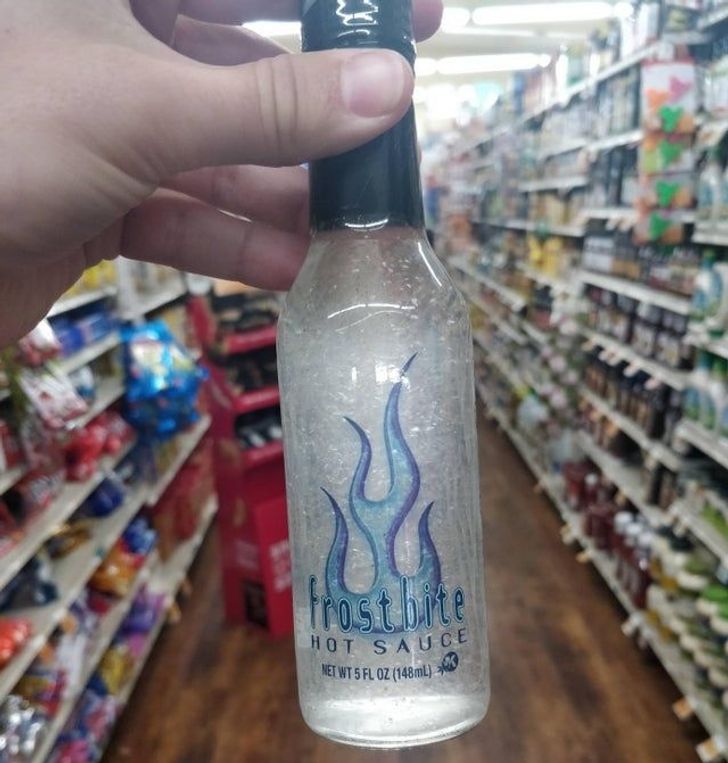 frostbite
HOT SAUCE
NET WT 5 FL OZ (148mL)